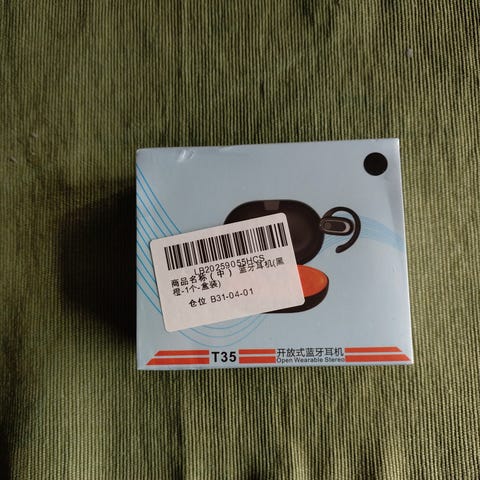 LB20259055HCS
商品名称(中) 蓝牙耳机(黑
橙-1个-盒装)
仓位 B31-04-01
T35
开放式蓝牙耳机
Open Wearable Stereo